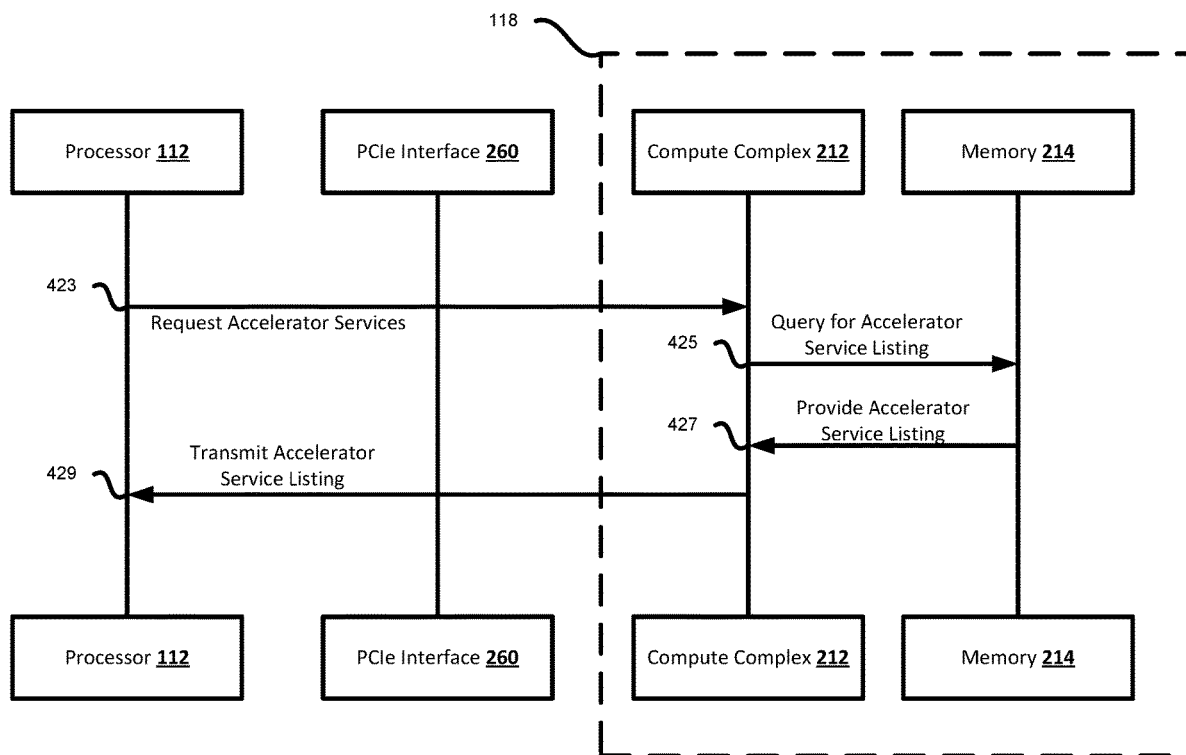 118
Processor 112
PCIe Interface 260
Compute Complex 212
Memory 214
423
Request Accelerator Services
Query for Accelerator
Service Listing
425
Provide Accelerator
Service Listing
427
Transmit Accelerator
Service Listing
429
Processor 112
PCIe Interface 260
Compute Complex 212
Memory 214